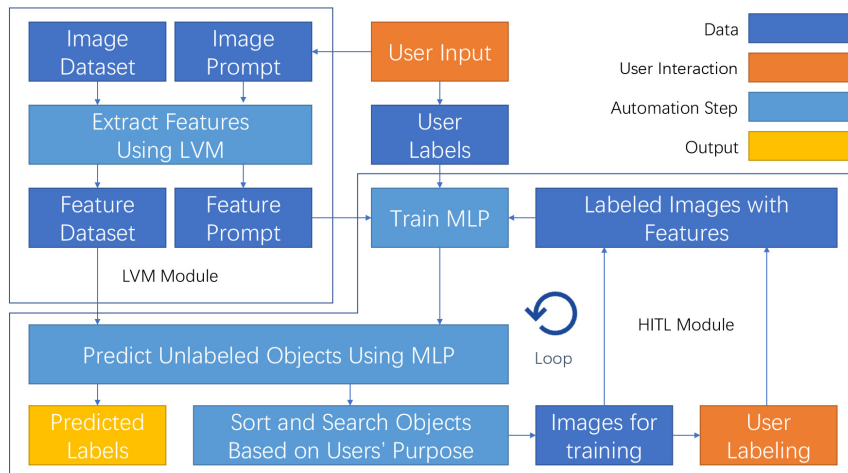 Image
Dataset
Image
Prompt
User Input
Data
User Interaction
Automation Step
Output
Extract Features
Using LVM
User
Labels
Feature
Dataset
Feature
Prompt
Train MLP
Labeled Images with
Features
LVM Module
HITL Module
Loop
Predict Unlabeled Objects Using MLP
Predicted
Labels
Sort and Search Objects
Based on Users’ Purpose
Images for
training
User
Labeling